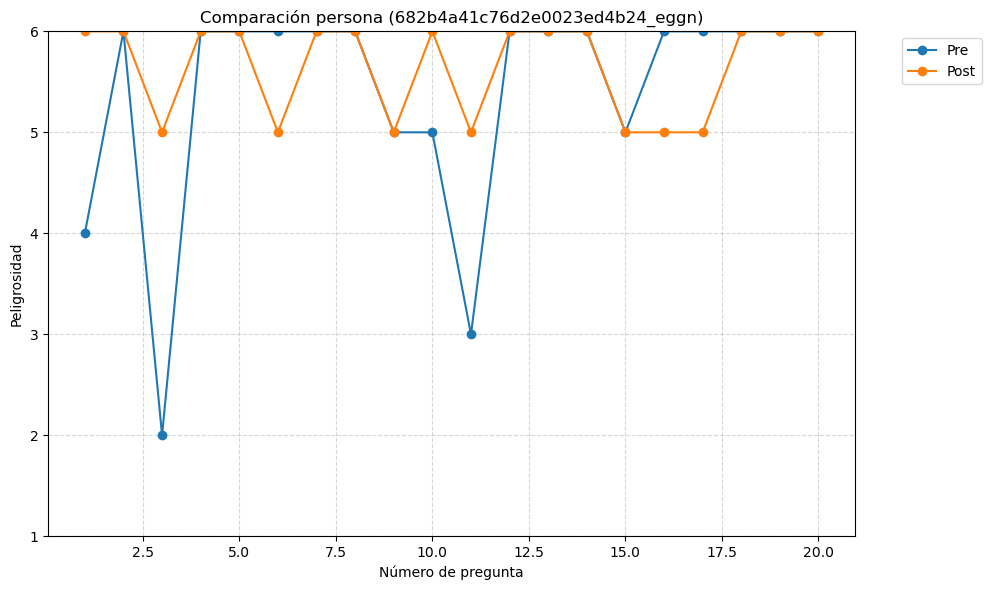 Comparación persona (682b4a41c76d2e0023ed4b24_eggn)
Pre
Post
Peligrosidad
6
5
4
3
2
1
2.5
5.0
7.5
10.0
12.5
15.0
17.5
20.0
Número de pregunta